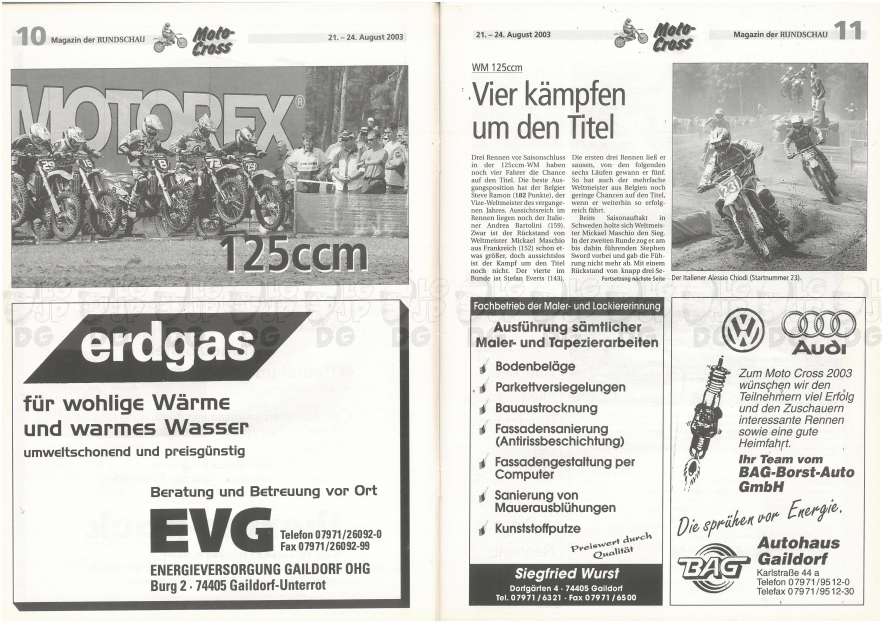 10 Magazin der RUNDSCHAU
Moto-
Cross
21. – 24. August 2003
MOTOREX®
29
16
8
72
125ccm
erdgas
für wohlige Wärme
und warmes Wasser
umweltschonend und preisgünstig
Beratung und Betreuung vor Ort
EVG
Telefon 07971/26092-0
Fax 07971/26092-99
ENERGIEVERSORGUNG GAILDORF OHG
Burg 2 · 74405 Gaildorf-Unterrot
21. – 24. August 2003
Moto-
Cross
Magazin der RUNDSCHAU 11
WM 125ccm
Vier kämpfen
um den Titel
Drei Rennen vor Saisonschluss
in der 125ccm-WM haben
noch vier Fahrer die Chance
auf den Titel. Die beste Aus-
gangsposition hat der Belgier
Steve Ramon (182 Punkte), der
Vize-Weltmeister des vergange-
nen Jahres. Aussichtsreich im
Rennen liegen noch der Italie-
ner Andrea Bartolini (159).
Zwar ist der Rückstand von
Weltmeister Mickael Maschio
aus Frankreich (152) schon et-
was größer, doch aussichtslos
ist der Kampf um den Titel
noch nicht. Der vierte im
Bunde ist Stefan Everts (143).
Die ersten drei Rennen ließ er
sausen, von den folgenden
sechs Läufen gewann er fünf.
So hat auch der mehrfache
Weltmeister aus Belgien noch
geringe Chancen auf den Titel,
wenn er weiterhin so erfolg-
reich fährt.
Beim Saisonauftakt in
Schweden holte sich Weltmeis-
ter Mickael Maschio den Sieg.
In der zweiten Runde zog er am
bis dahin führenden Stephen
Sword vorbei und gab die Füh-
rung nicht mehr ab. Mit einem
Rückstand von knapp drei Se-
Fortsetzung nächste Seite
Der Italiener Alessio Chiodi (Startnummer 23).
Fachbetrieb der Maler- und Lackiererinnung
Ausführung sämtlicher
Maler- und Tapezierarbeiten
Bodenbeläge
Parkettversiegelungen
Bauaustrocknung
Fassadensanierung
(Antirissbeschichtung)
Fassadengestaltung per
Computer
Sanierung von
Mauerausblühungen
Kunststoffputze
Preiswert durch
Qualität
Siegfried Wurst
Dorfgärten 4 · 74405 Gaildorf
Tel. 07971/6321 · Fax 07971/6500
Audi
Zum Moto Cross 2003
wünschen wir den
Teilnehmern viel Erfolg
und den Zuschauern
interessante Rennen
sowie eine gute
Heimfahrt.
Ihr Team vom
BAG-Borst-Auto
GmbH
Die sprühen vor Energie.
BAG
Autohaus
Gaildorf
Karlstraße 44 a
Telefon 07971/9512-0
Telefax 07971/9512-30